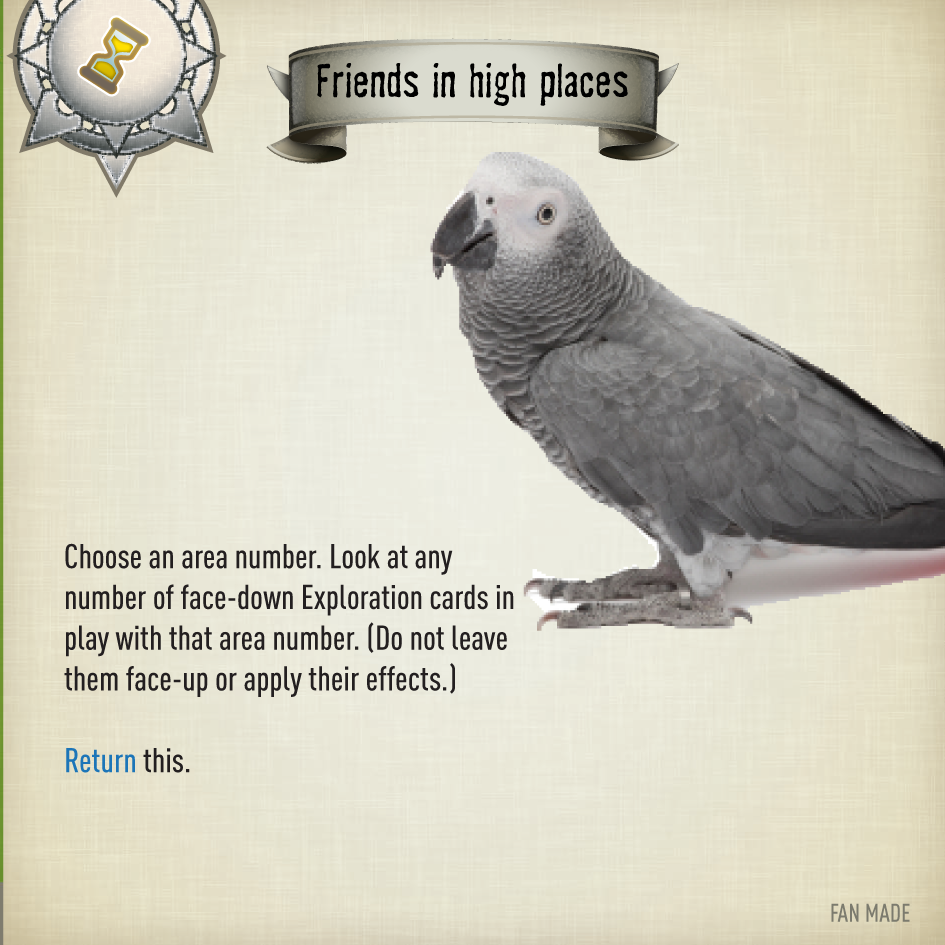 Friends in high places
Choose an area number. Look at any
number of face-down Exploration cards in
play with that area number. (Do not leave
them face-up or apply their effects.)
Return this.
FAN MADE